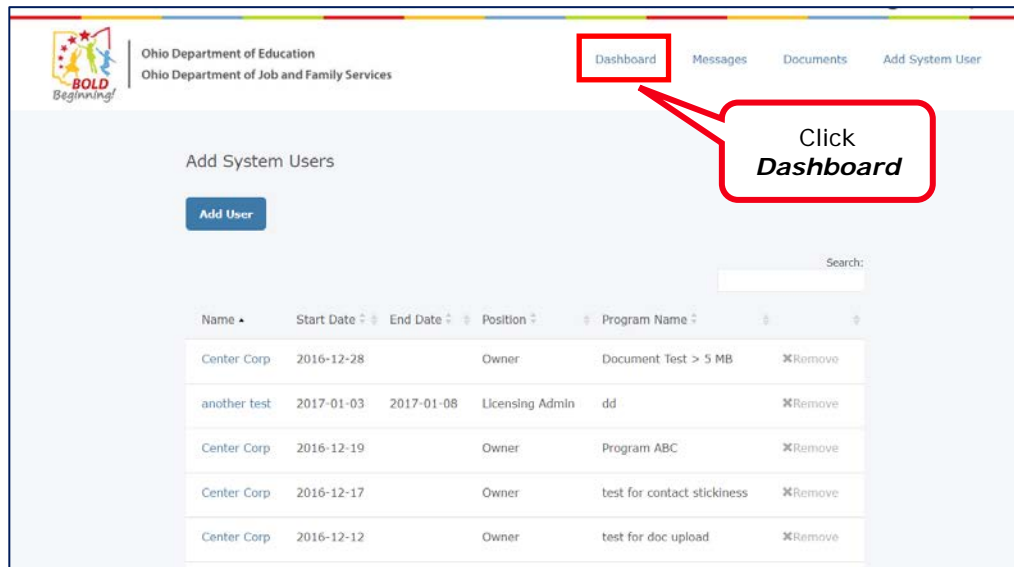 Ohio Department of Education
Ohio Department of Job and Family Services
BOLD
Beginning!
Dashboard Messages Documents Add System User
Click
Dashboard
Add System Users
Add User
Search:
Name Start Date End Date Position Program Name
Center Corp 2016-12-28 Owner Document Test > 5 MB ✖Remove
another test 2017-01-03 2017-01-08 Licensing Admin dd ✖Remove
Center Corp 2016-12-19 Owner Program ABC ✖Remove
Center Corp 2016-12-17 Owner test for contact stickiness ✖Remove
Center Corp 2016-12-12 Owner test for doc upload ✖Remove